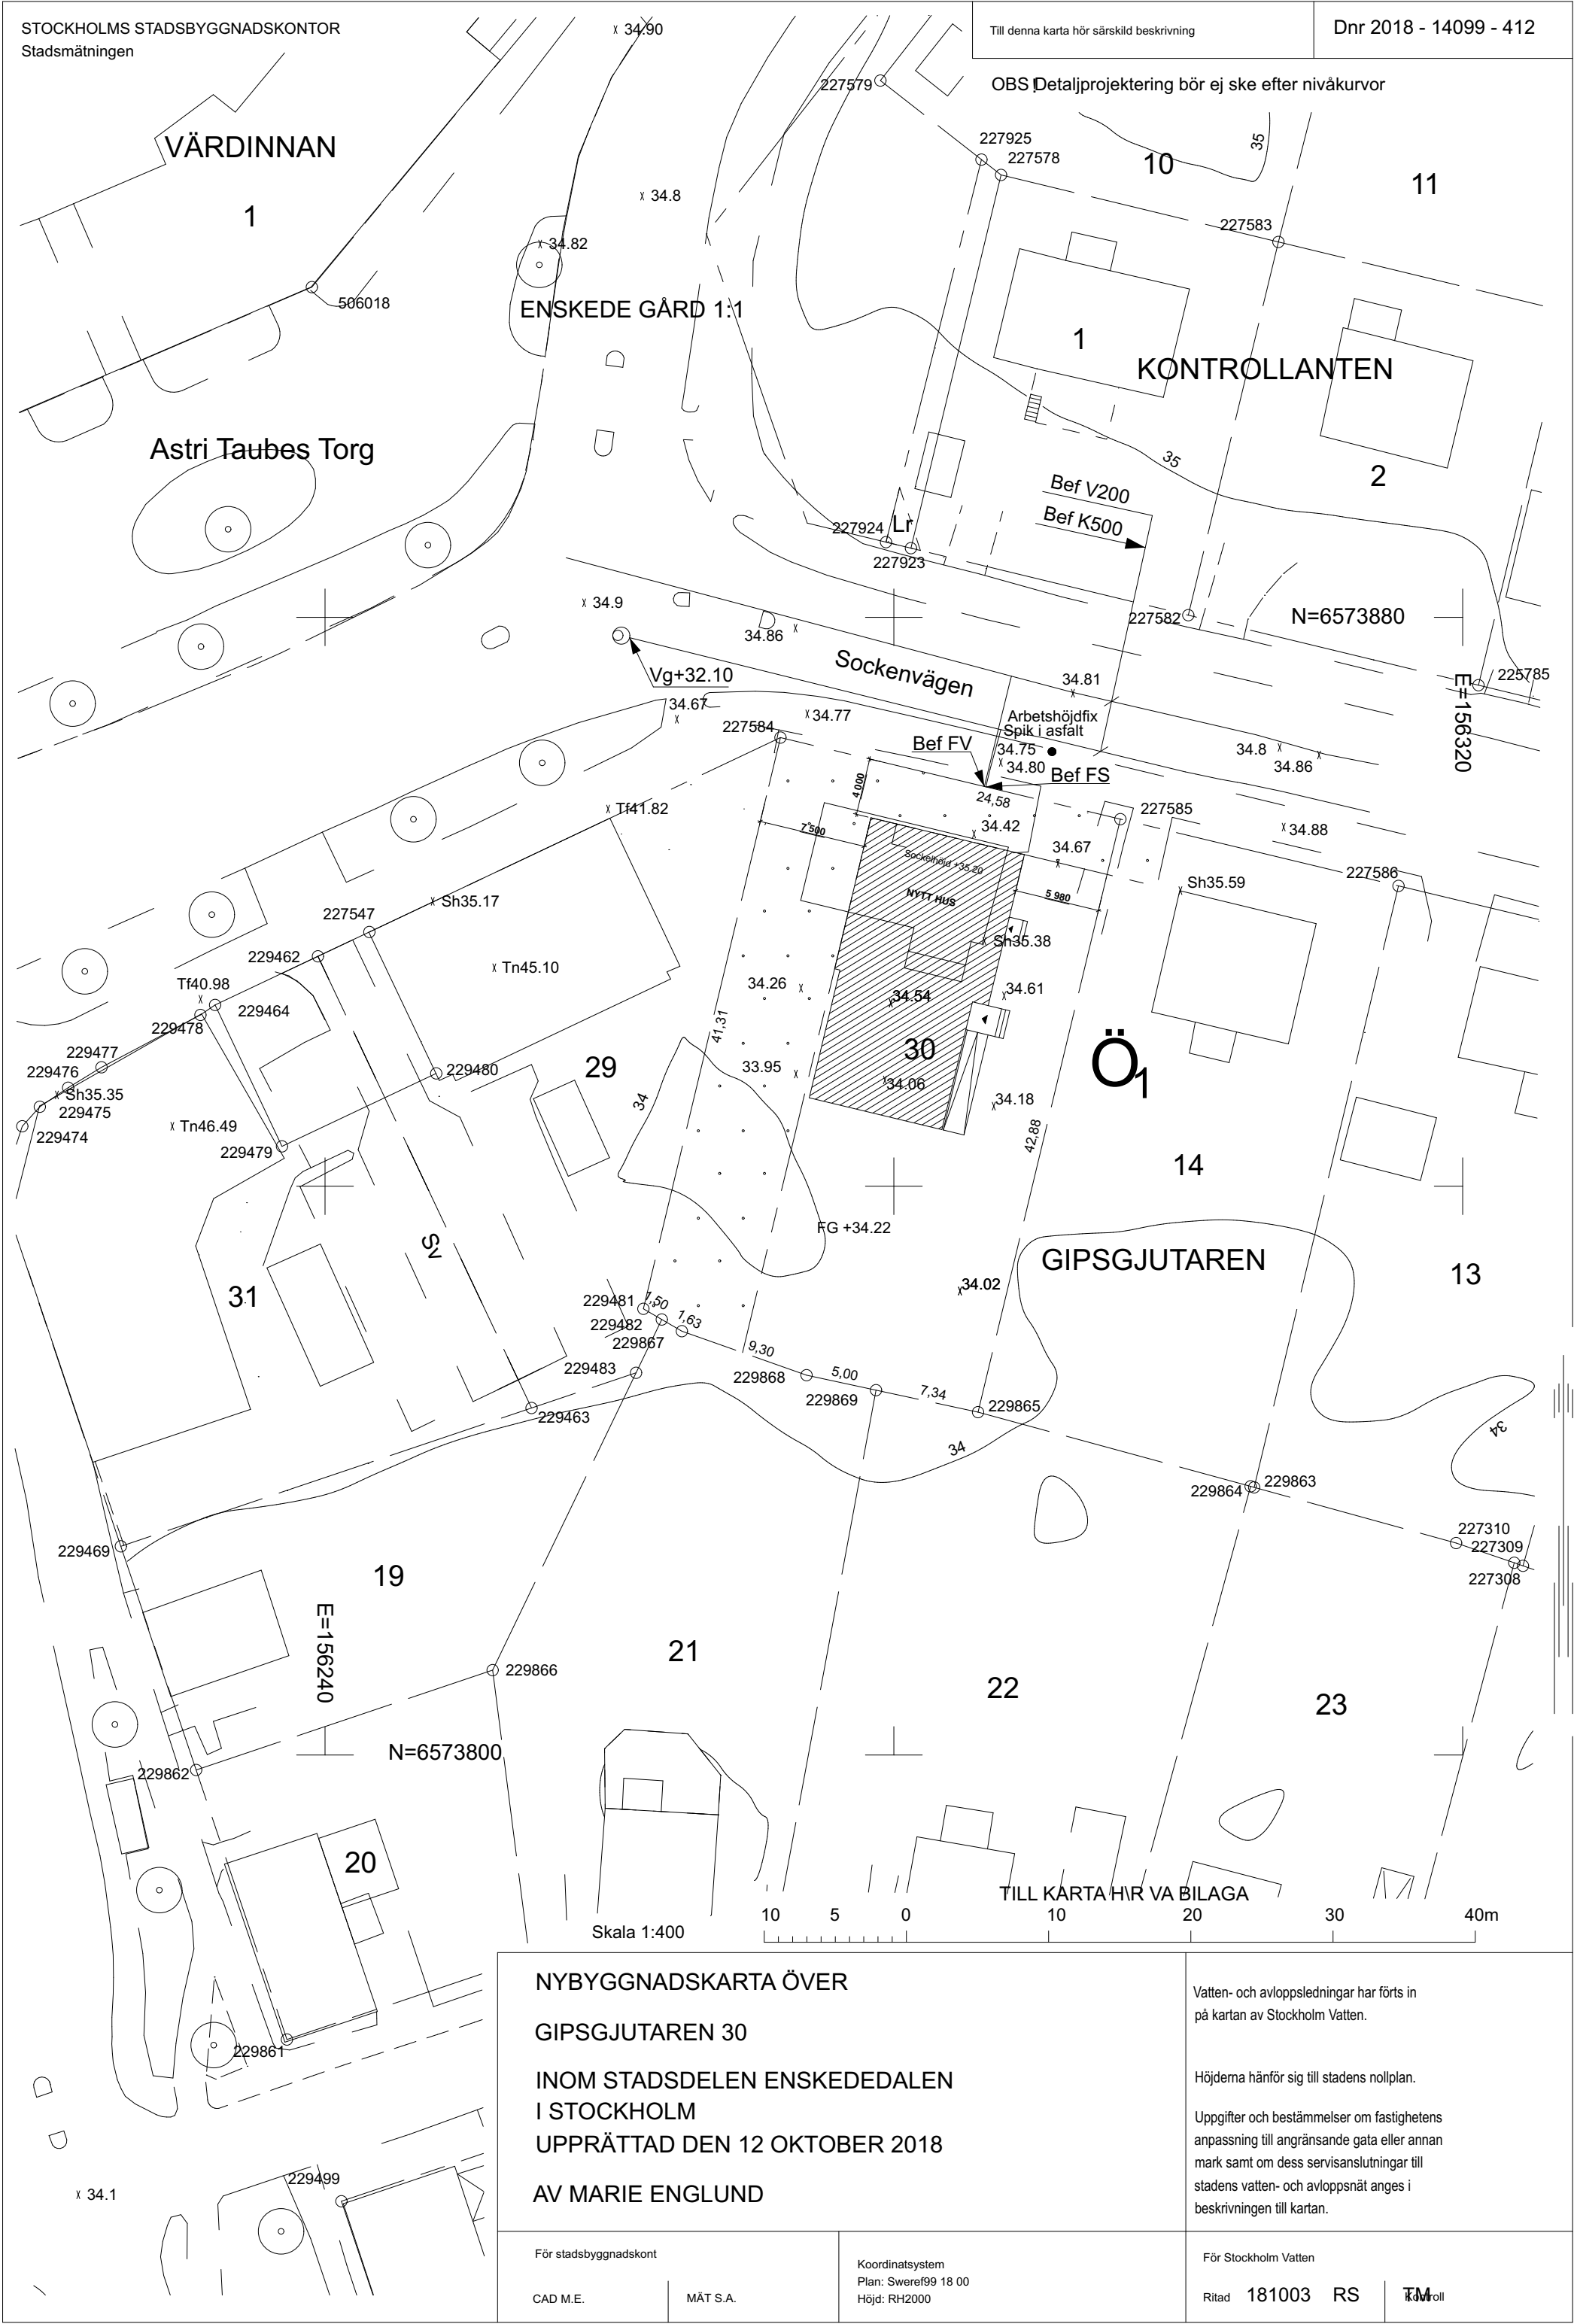 STOCKHOLMS STADSBYGGNADSKONTOR
Stadsmätningen
Till denna karta hör särskild beskrivning
Dnr 2018 - 14099 - 412
OBS ! Detaljprojektering bör ej ske efter nivåkurvor
34.90
227579
VÄRDINNAN
1
227925
227578
10
35
11
34.8
227583
34.82
506018
ENSKEDE GÅRD 1:1
1
KONTROLLANTEN
Astri Taubes Torg
35
2
Bef V200
Bef K500
227924
Lr
227923
34.9
34.86
227582
N=6573880
Sockenvägen
Vg+32.10
34.81
225785
E=156320
34.67
34.77
Arbetshöjdfix
Spik i asfalt
227584
Bef FV
34.75
34.80
34.8
34.86
Bef FS
4 000
24,58
Tf41.82
227585
7 500
34.42
34.88
34.67
Sockelhöjd +35.20
227586
NYTT HUS
5 980
Sh35.59
Sh35.17
227547
Sh35.38
229462
Tn45.10
Tf40.98
34.26
34.54
34.61
229464
229478
41,31
30
Ö1
229477
229476
229480
29
33.95
34.06
Sh35.35
229475
34
34.18
Tn46.49
229474
229479
42,88
14
FG +34.22
SV
GIPSGJUTAREN
13
31
34.02
229481
1,50
229482
1,63
229867
9,30
229483
229868
5,00
229869
7,34
229865
229463
34
34
229864
229863
227310
227309
227308
229469
19
E=156240
21
229866
22
23
N=6573800
229862
20
TILL KARTA H\R VA BILAGA
10 5 0 10 20 30 40m
Skala 1:400
NYBYGGNADSKARTA ÖVER
GIPSGJUTAREN 30
INOM STADSDELEN ENSKEDEDALEN
I STOCKHOLM
UPPRÄTTAD DEN 12 OKTOBER 2018
AV MARIE ENGLUND
Vatten- och avloppsledningar har förts in
på kartan av Stockholm Vatten.
Höjderna hänför sig till stadens nollplan.
Uppgifter och bestämmelser om fastighetens
anpassning till angränsande gata eller annan
mark samt om dess servisanslutningar till
stadens vatten- och avloppsnät anges i
beskrivningen till kartan.
229861
229499
34.1
För stadsbyggnadskont
CAD M.E.
MÄT S.A.
Koordinatsystem
Plan: Sweref99 18 00
Höjd: RH2000
För Stockholm Vatten
Ritad 181003 RS
TM
Kontroll